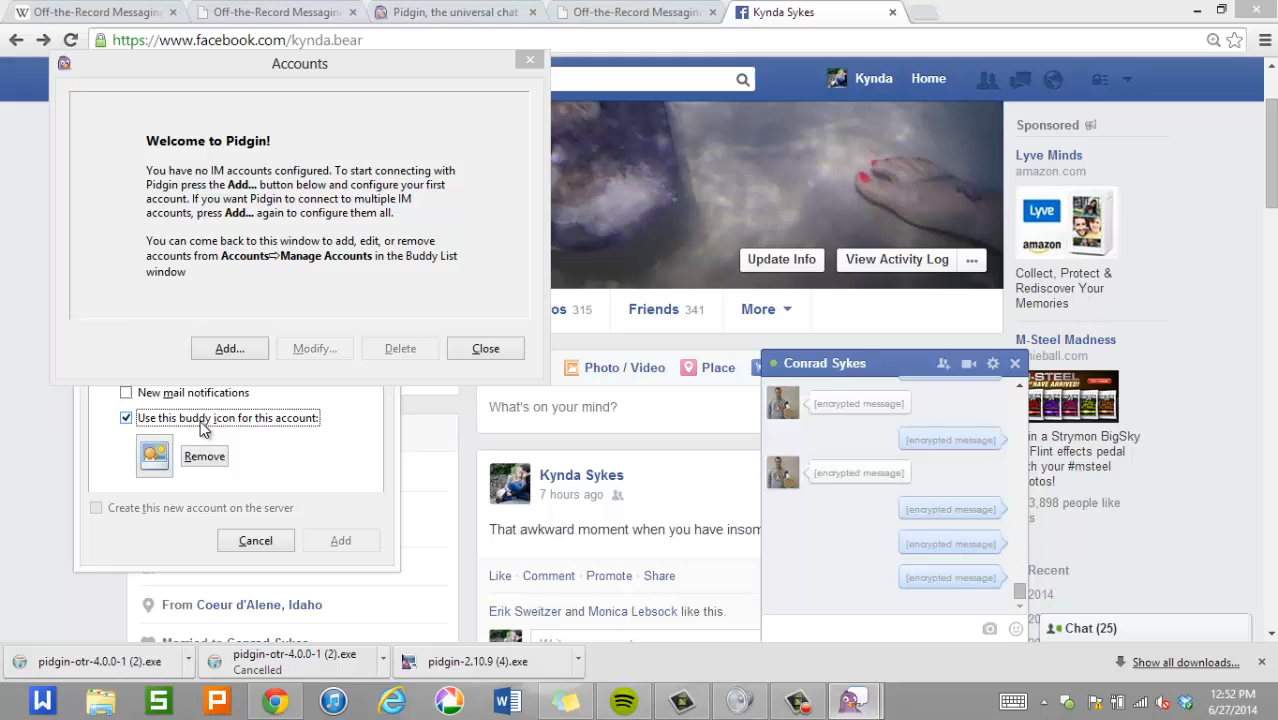 Off-the-Record Messaging
Off-the-Record Messaging
Pidgin, the universal chat
Off-the-Record Messaging
Kynda Sykes
https://www.facebook.com/kynda.bear
Accounts
Kynda
Home
Welcome to Pidgin!
You have no IM accounts configured. To start connecting with
Pidgin press the Add... button below and configure your first
account. If you want Pidgin to connect to multiple IM
accounts, press Add... again to configure them all.
You can come back to this window to add, edit, or remove
accounts from Accounts⇨Manage Accounts in the Buddy List
window
Add...
Modify...
Delete
Close
New mail notifications
Use this buddy icon for this account:
Remove
Create this new account on the server
Cancel
Add
From Coeur d'Alene, Idaho
Married to Conrad Sykes
Update Info
View Activity Log
...
os 315
Friends 341
More
Photo / Video
Place
What's on your mind?
Kynda Sykes
7 hours ago
That awkward moment when you have insom
Like · Comment · Promote · Share
Erik Sweitzer and Monica Lebsock like this.
Conrad Sykes
[encrypted message]
[encrypted message]
[encrypted message]
[encrypted message]
[encrypted message]
[encrypted message]
Sponsored
Lyve Minds
amazon.com
Lyve
amazon
Collect, Protect &
Rediscover Your
Memories
M-Steel Madness
nieball.com
M-STEEL
in a Strymon BigSky
Flint effects pedal
with your #msteel
otos!
3,898 people like
s.
Recent
2014
Chat (25)
pidgin-otr-4.0.0-1 (2).exe
pidgin-otr-4.0.0-1 (2).exe
Cancelled
pidgin-2.10.9 (4).exe
Show all downloads...
12:52 PM
6/27/2014